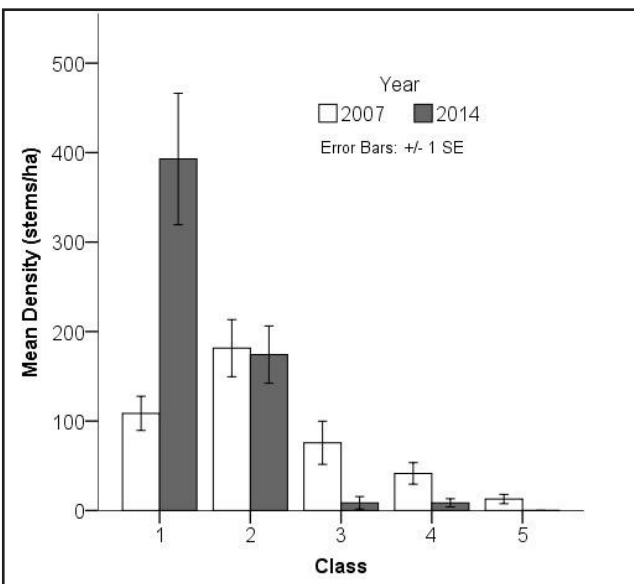 Mean Density (stems/ha)
500
400
300
200
100
0
Year
2007 2014
Error Bars: +/- 1 SE
1 2 3 4 5
Class